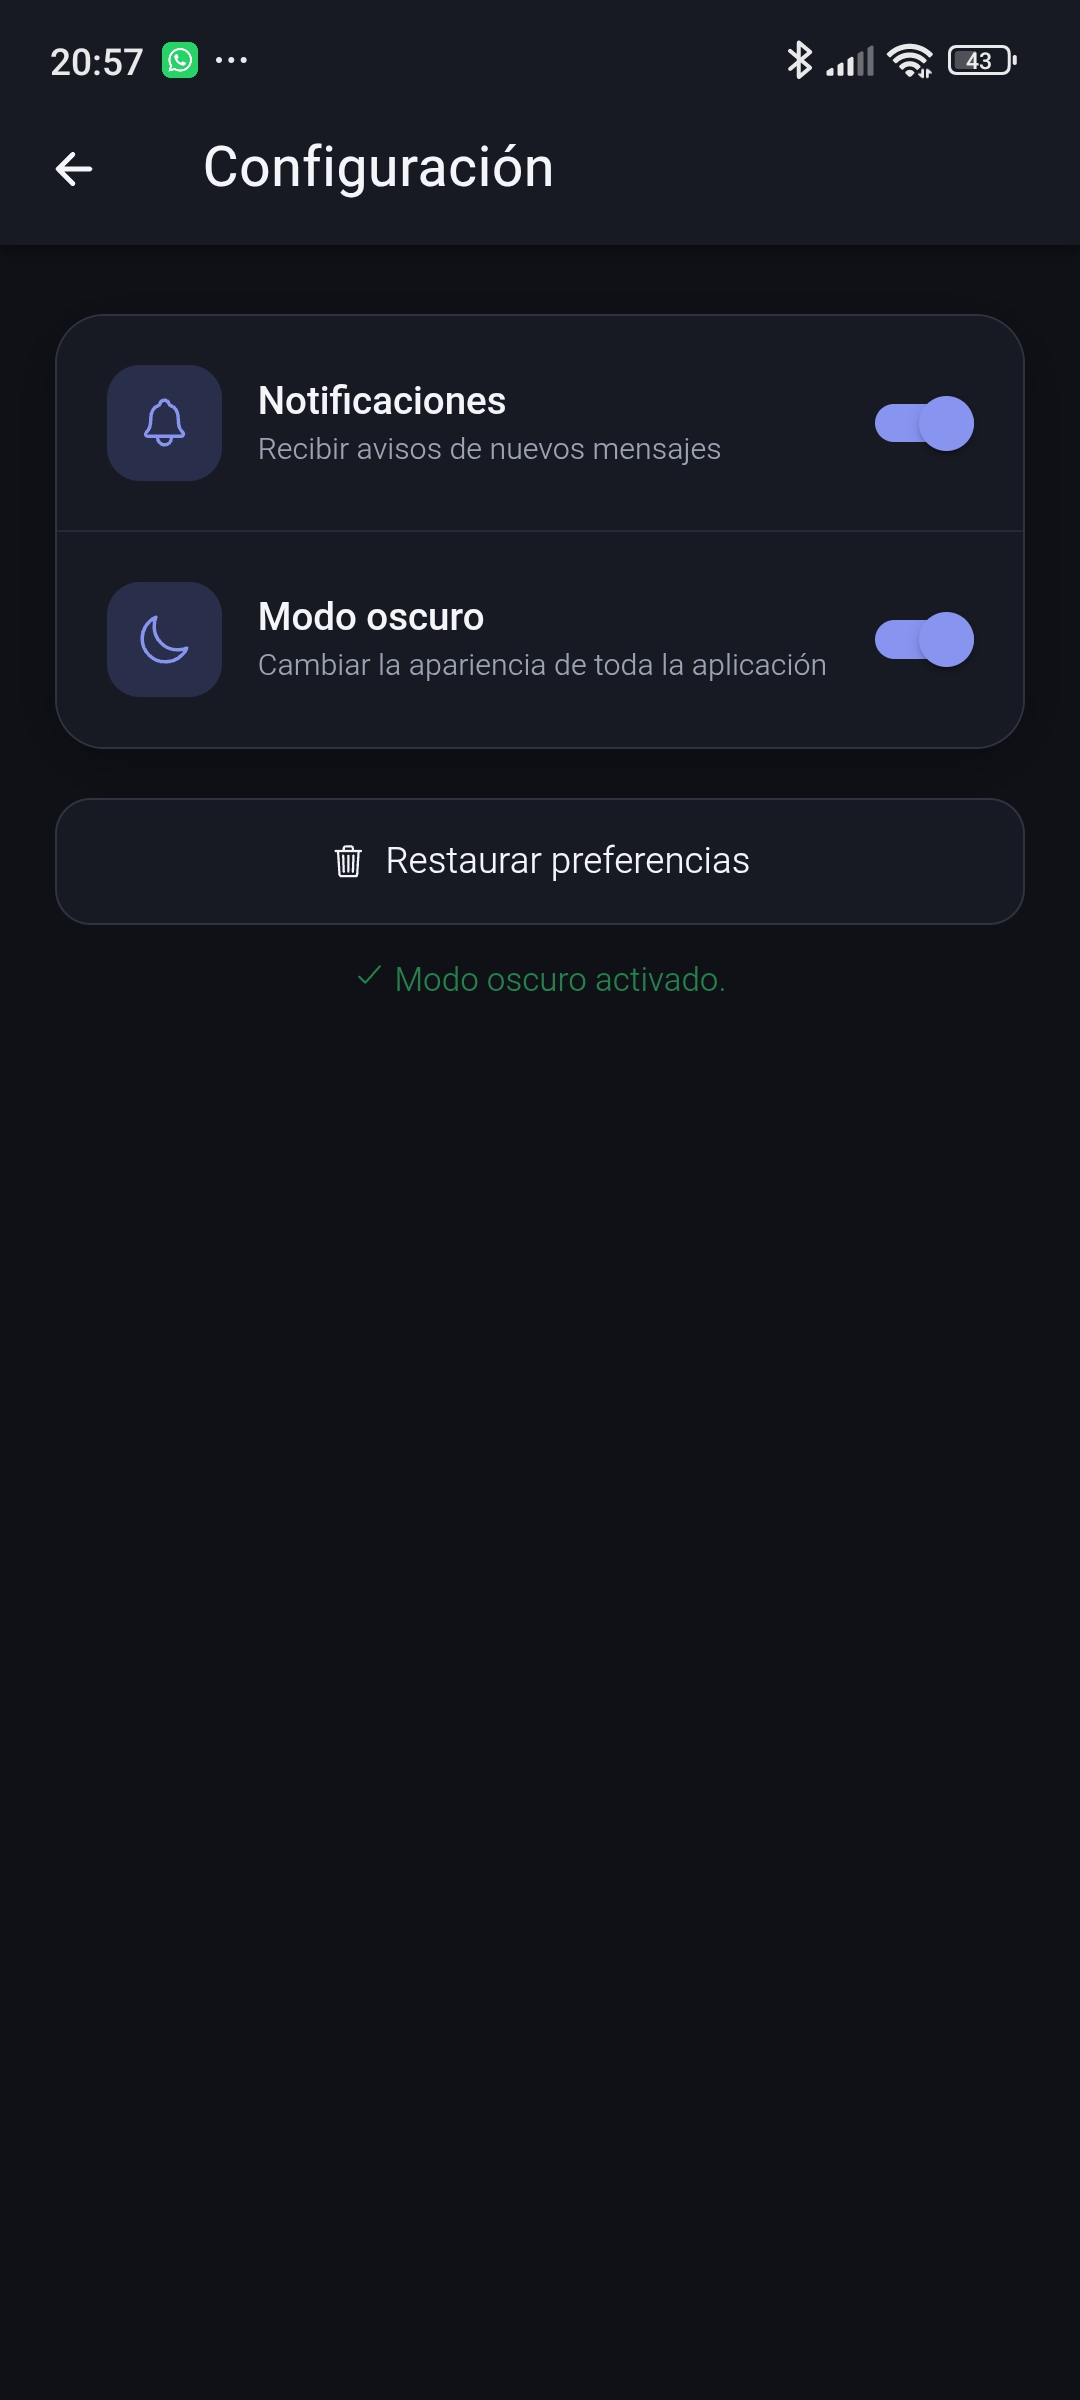 20:57
43
Configuración
Notificaciones
Recibir avisos de nuevos mensajes
Modo oscuro
Cambiar la apariencia de toda la aplicación
Restaurar preferencias
Modo oscuro activado.